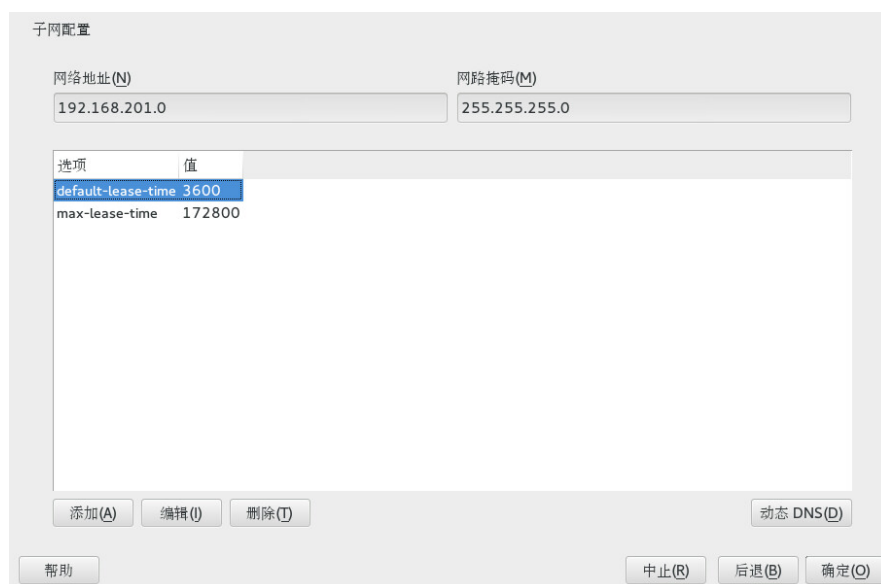 子网配置
网络地址(N) 网路掩码(M)
192.168.201.0 255.255.255.0
选项 值
default-lease-time 3600
max-lease-time 172800
添加(A) 编辑(I) 删除(T) 动态 DNS(D)
帮助 中止(R) 后退(B) 确定(O)